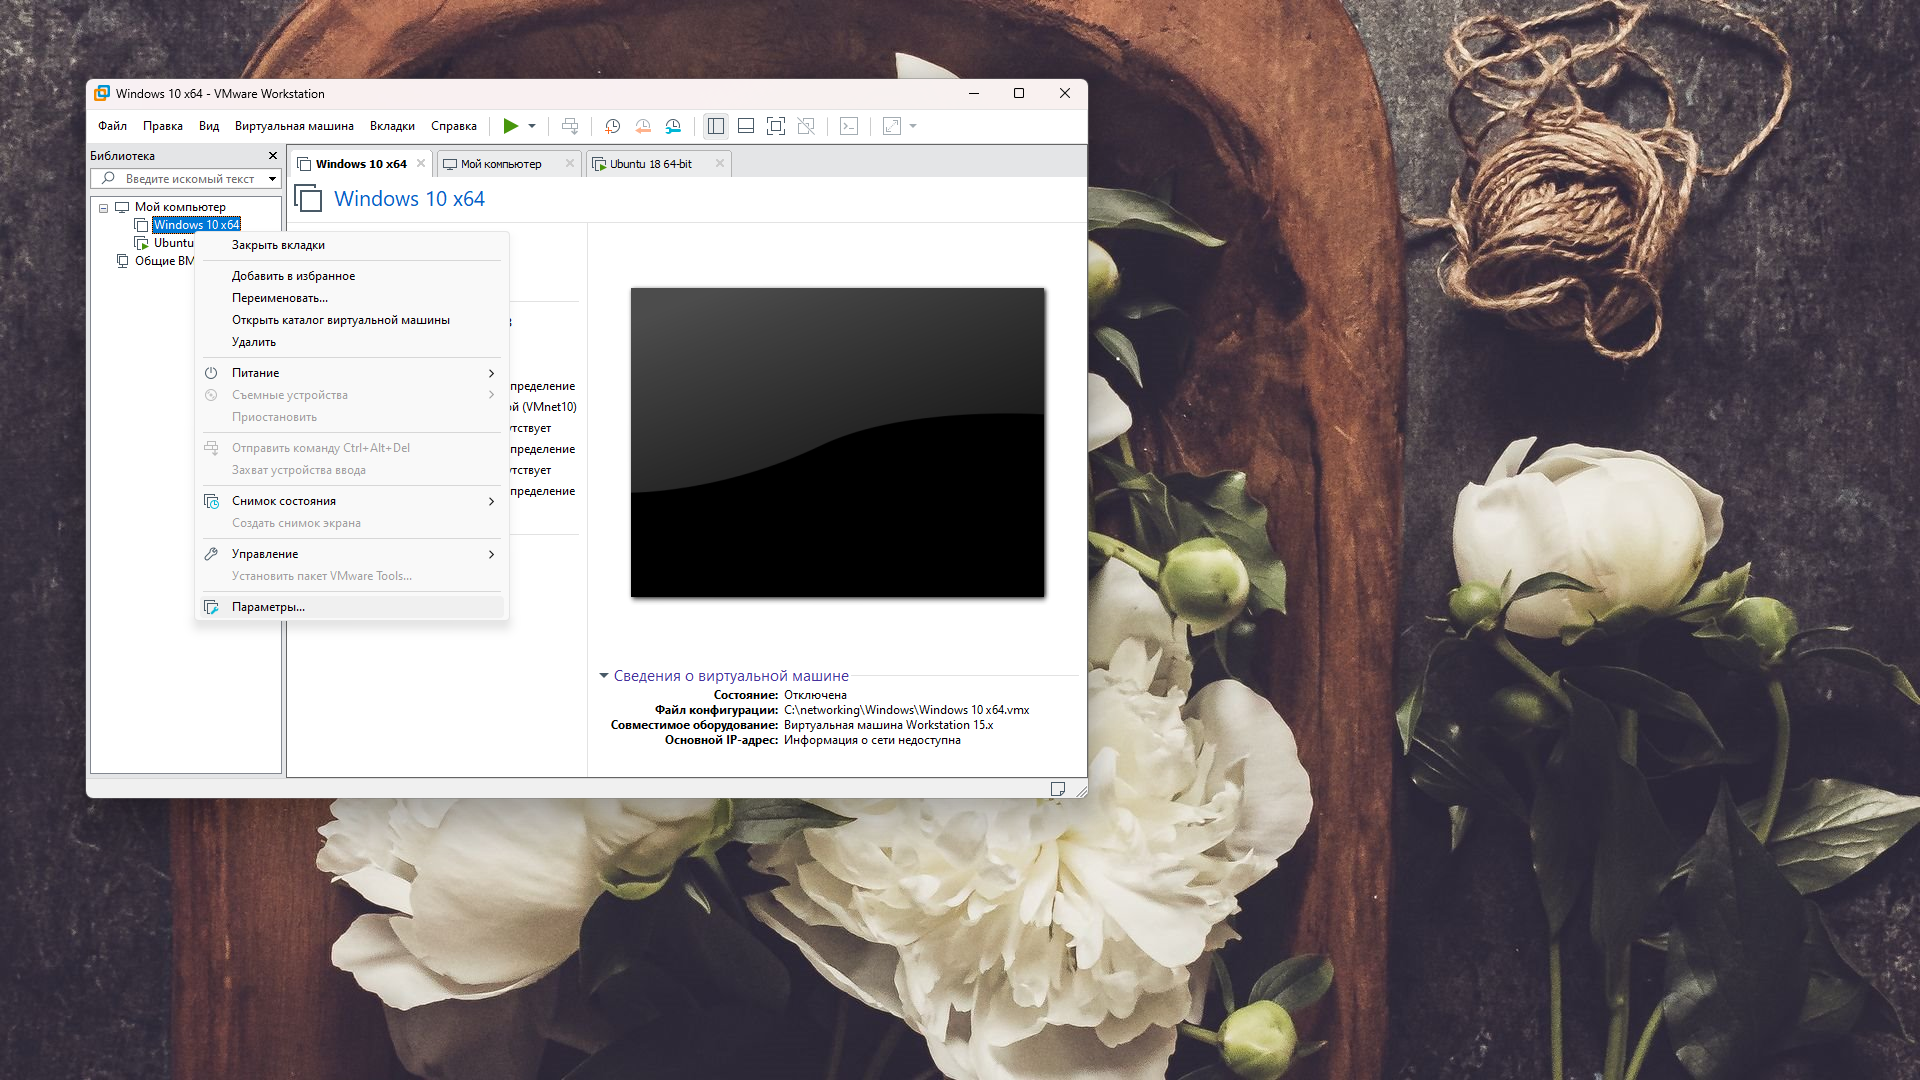 Windows 10 x64 - VMware Workstation
Файл Правка Вид Виртуальная машина Вкладки Справка
Библиотека
Введите искомый текст
Мой компьютер
Windows 10 x64
Ubuntu
Общие ВМ
Windows 10 x64 Мой компьютер Ubuntu 18 64-bit
Windows 10 x64
Закрыть вкладки
Добавить в избранное
Переименовать...
Открыть каталог виртуальной машины
Удалить
Питание
Съемные устройства
Приостановить
Отправить команду Ctrl+Alt+Del
Захват устройства ввода
Снимок состояния
Создать снимок экрана
Управление
Установить пакет VMware Tools...
Параметры...
пределение
(VMnet10)
тствует
пределение
тствует
пределение
Сведения о виртуальной машине
Состояние: Отключена
Файл конфигурации: C:\networking\Windows\Windows 10 x64.vmx
Совместимое оборудование: Виртуальная машина Workstation 15.x
Основной IP-адрес: Информация о сети недоступна